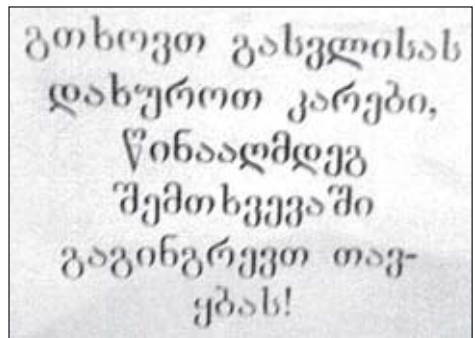 გთხოვთ გასვლისას
დახუროთ კარები,
წინააღმდეგ
შემთხვევაში
გაგინგრევთ თავ-
ყბას!